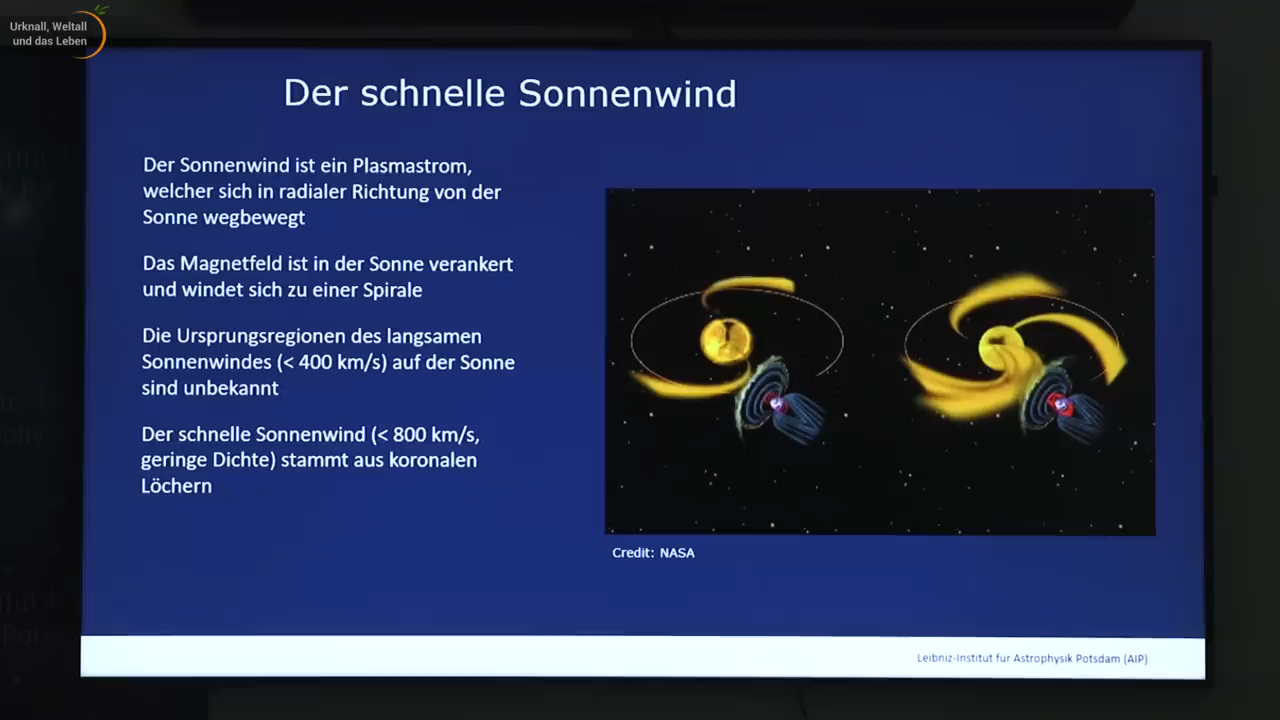 Urknall, Weltall
und das Leben
Der schnelle Sonnenwind
Der Sonnenwind ist ein Plasmastrom,
welcher sich in radialer Richtung von der
Sonne wegbewegt
Das Magnetfeld ist in der Sonne verankert
und windet sich zu einer Spirale
Die Ursprungsregionen des langsamen
Sonnenwindes (< 400 km/s) auf der Sonne
sind unbekannt
Der schnelle Sonnenwind (< 800 km/s,
geringe Dichte) stammt aus koronalen
Löchern
Credit: NASA
Leibniz-Institut für Astrophysik Potsdam (AIP)